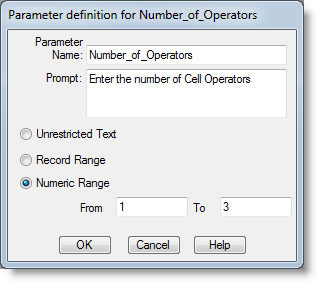 Parameter definition for Number_of_Operators
Parameter
Name: Number_of_Operators
Prompt: Enter the number of Cell Operators
Unrestricted Text
Record Range
Numeric Range
From 1 To 3
OK Cancel Help